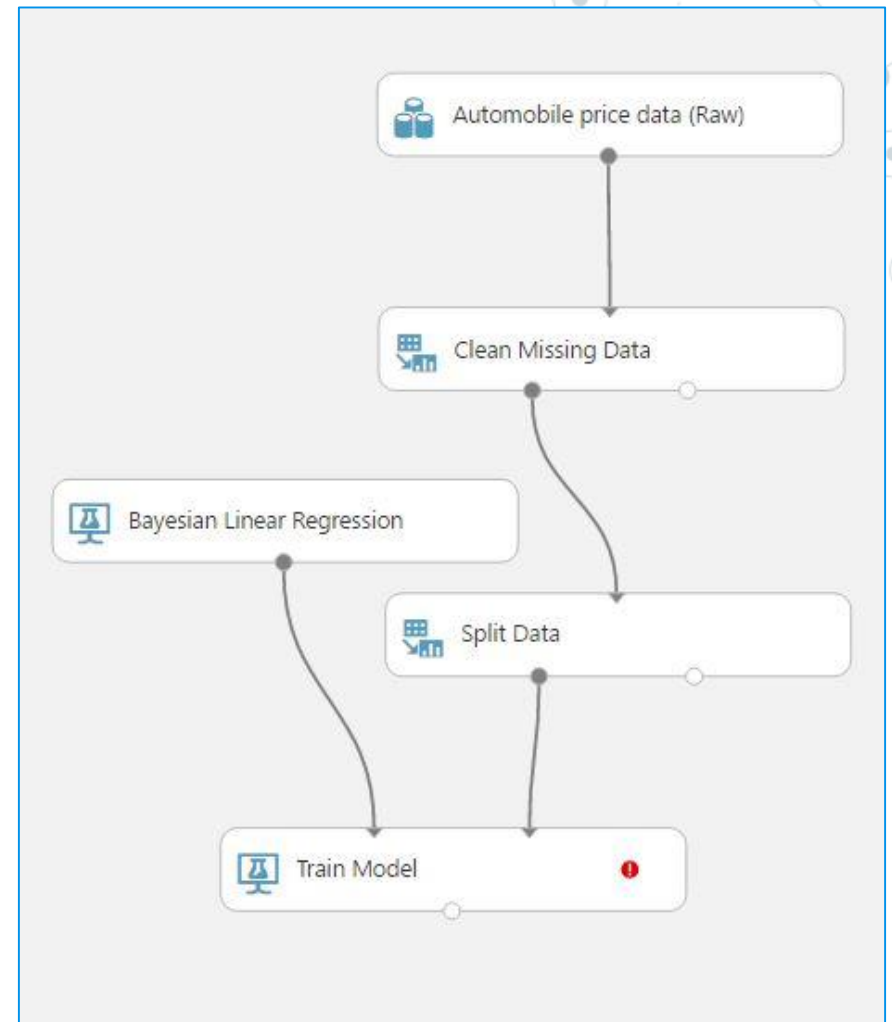 Automobile price data (Raw)
Clean Missing Data
Bayesian Linear Regression
Split Data
Train Model